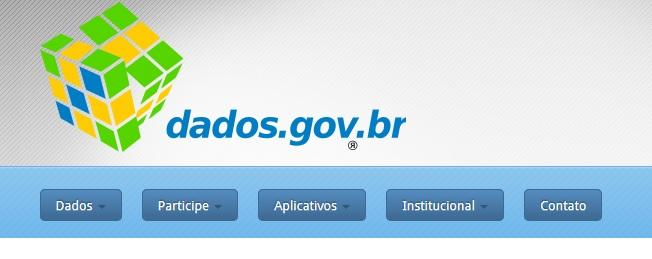 dados.gov.br
®
Dados Participe Aplicativos Institucional Contato